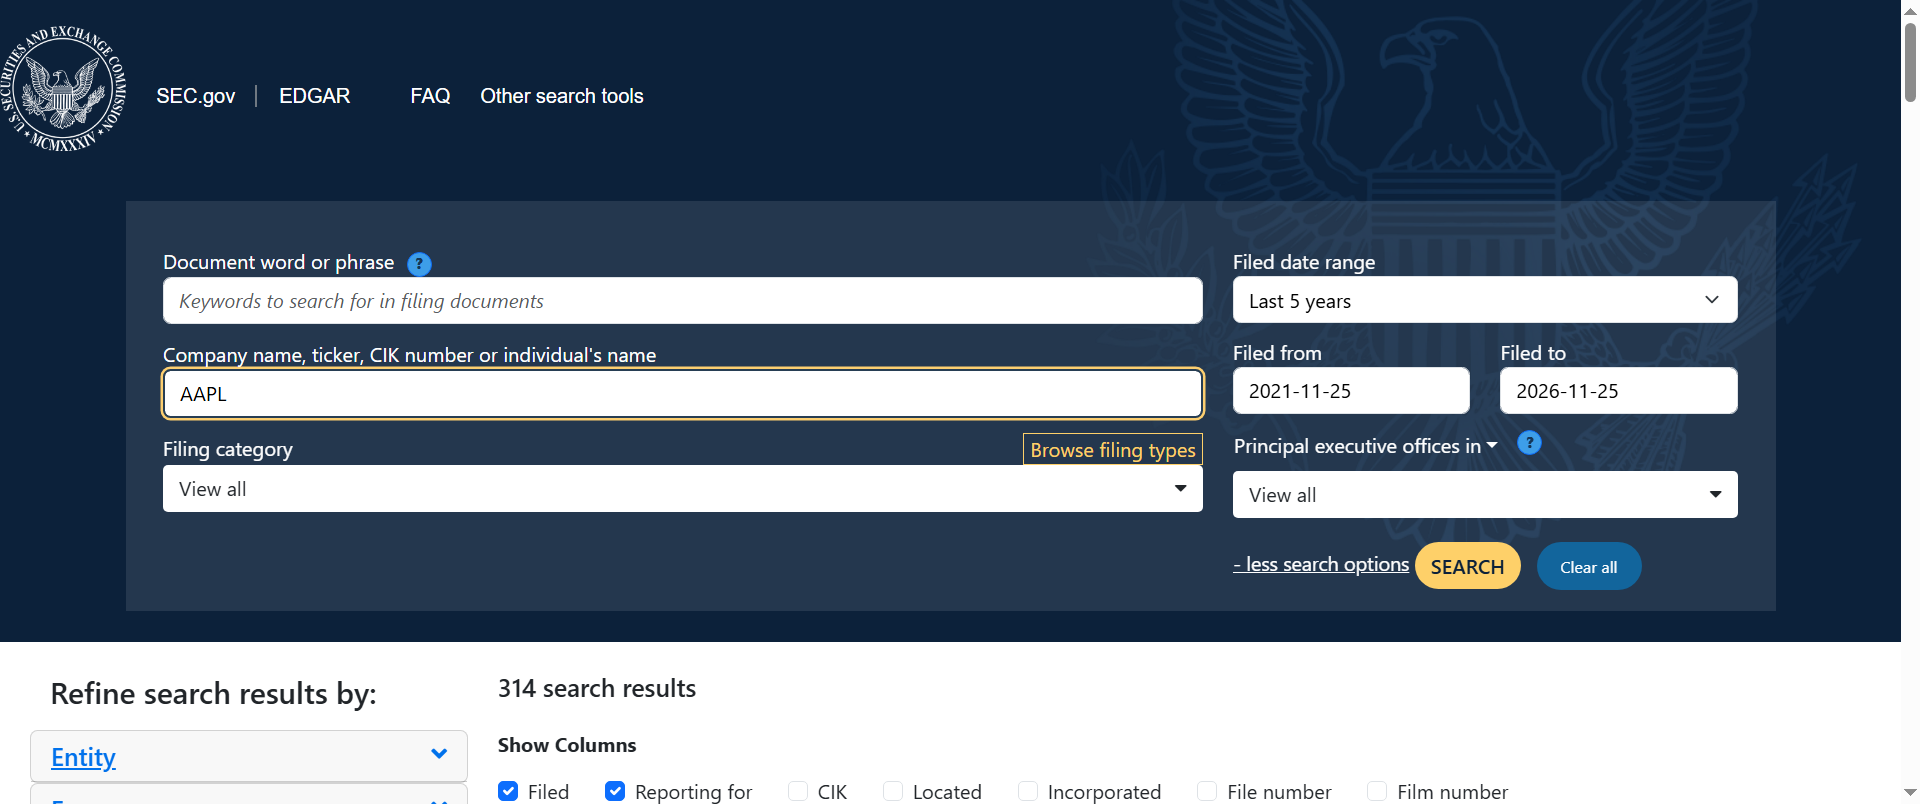 U.S. SECURITIES AND EXCHANGE COMMISSION
MCMXXXIV
SEC.gov
EDGAR
FAQ
Other search tools
Document word or phrase ?
Keywords to search for in filing documents
Filed date range
Last 5 years
Company name, ticker, CIK number or individual's name
AAPL
Filed from
2021-11-25
Filed to
2026-11-25
Filing category
Browse filing types
View all
Principal executive offices in ?
View all
- less search options
SEARCH
Clear all
Refine search results by:
Entity
314 search results
Show Columns
Filed
Reporting for
CIK
Located
Incorporated
File number
Film number